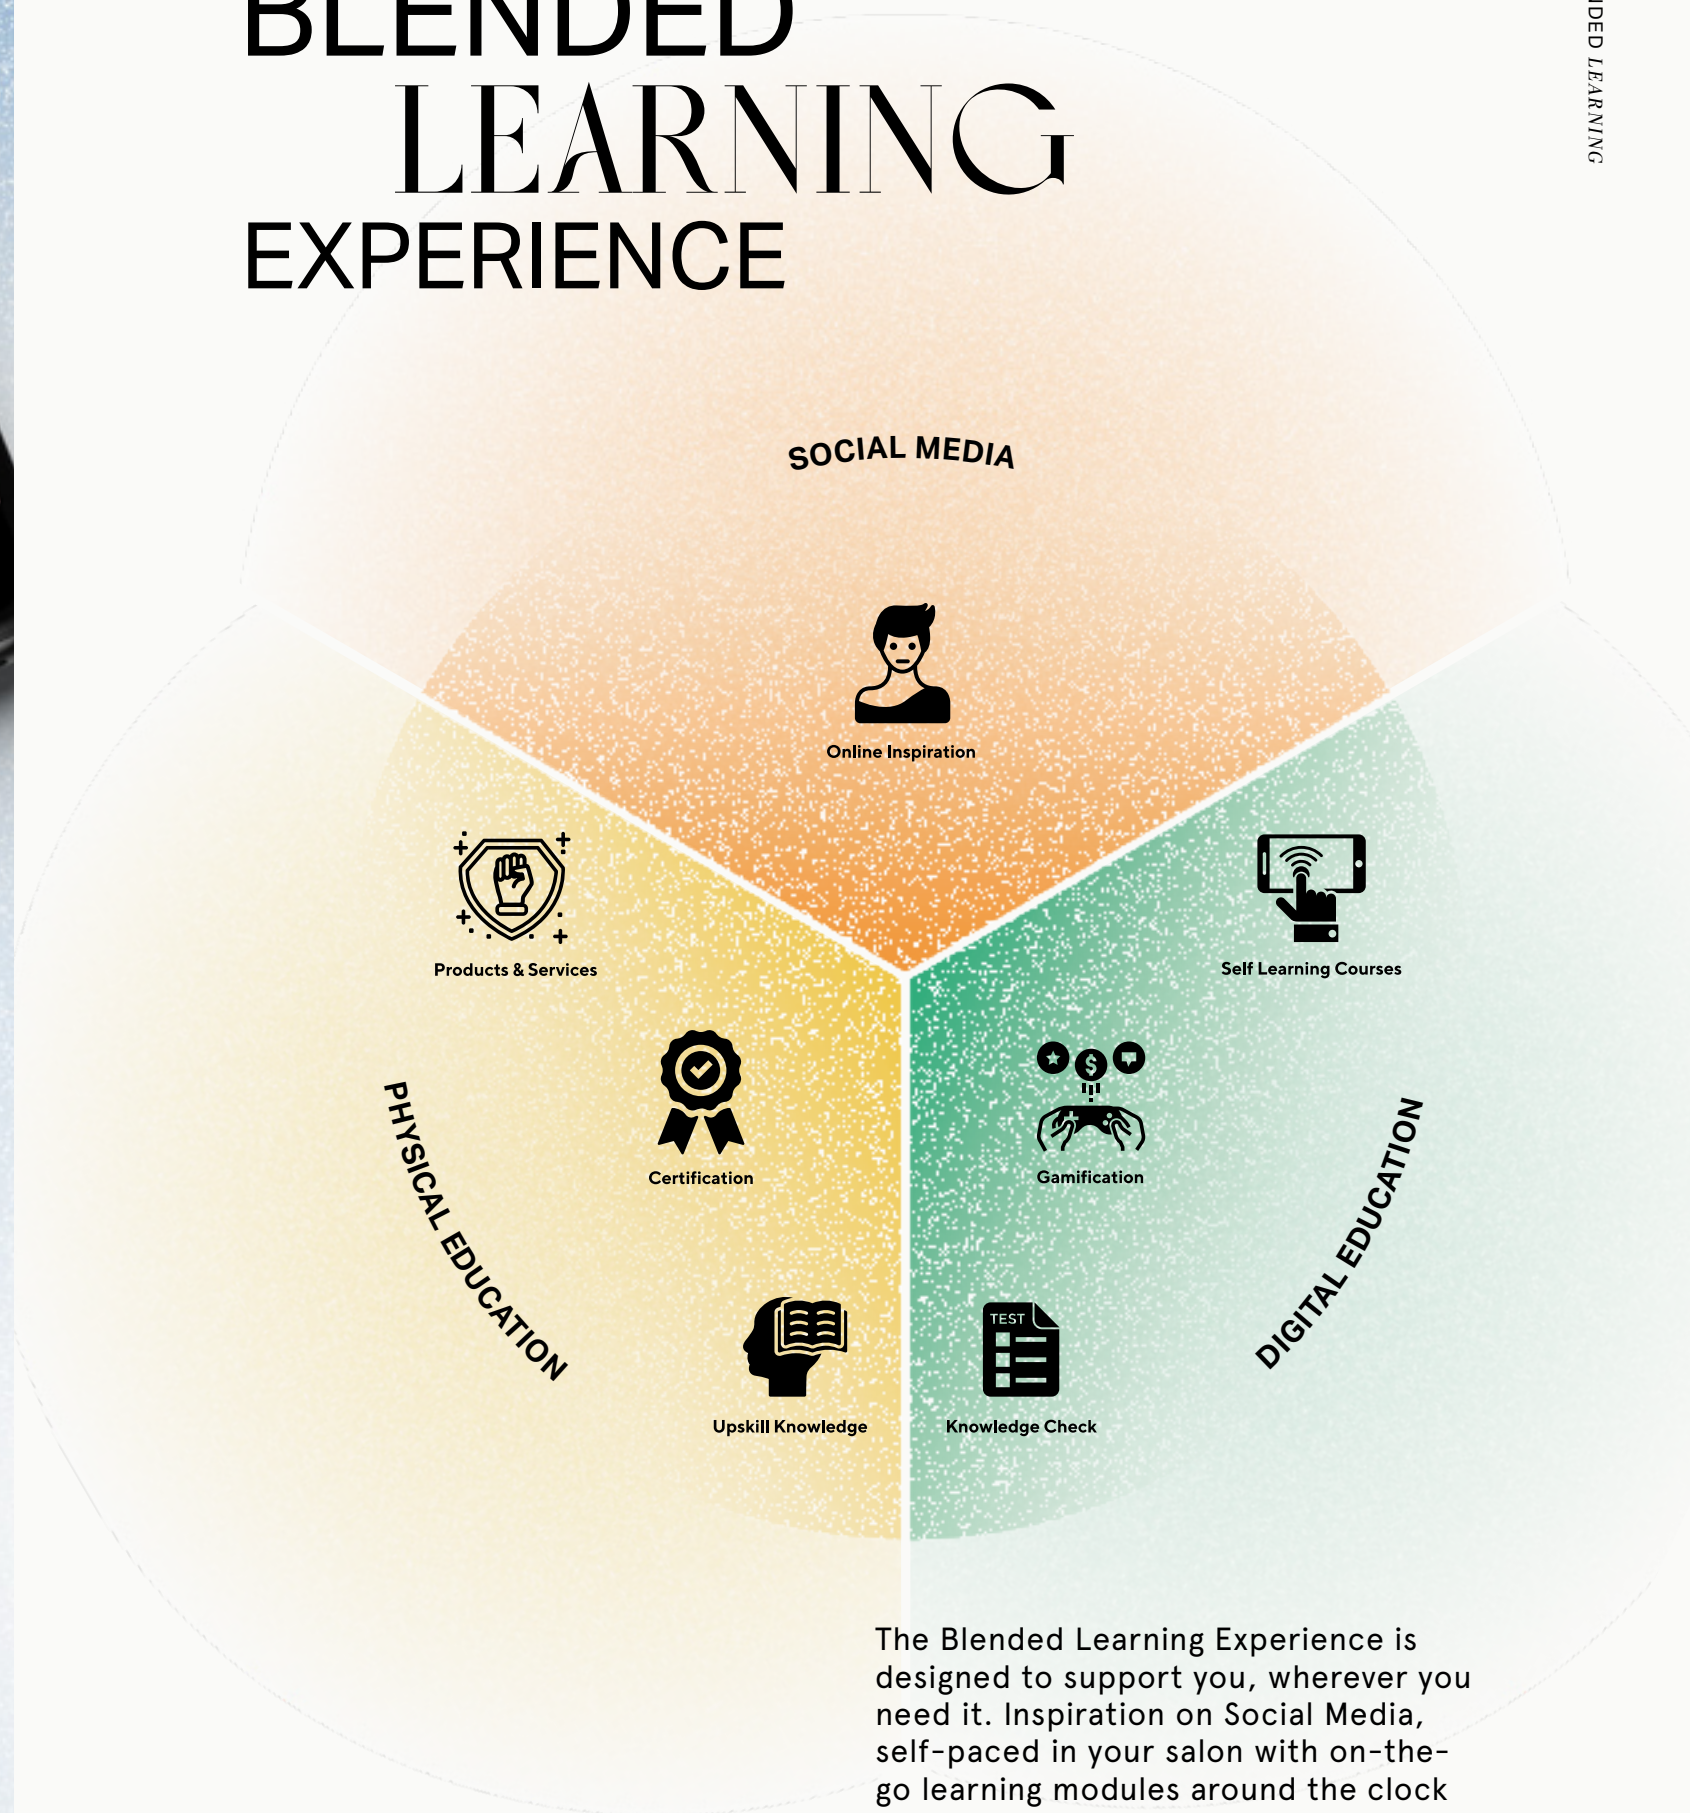 BLENDED
LEARNING
EXPERIENCE
LEARNING
SOCIAL MEDIA
Online Inspiration
Products & Services
Self Learning Courses
Certification
Gamification
PHYSICAL EDUCATION
DIGITAL EDUCATION
TEST
Upskill Knowledge
Knowledge Check
The Blended Learning Experience is
designed to support you, wherever you
need it. Inspiration on Social Media,
self-paced in your salon with on-the-
go learning modules around the clock